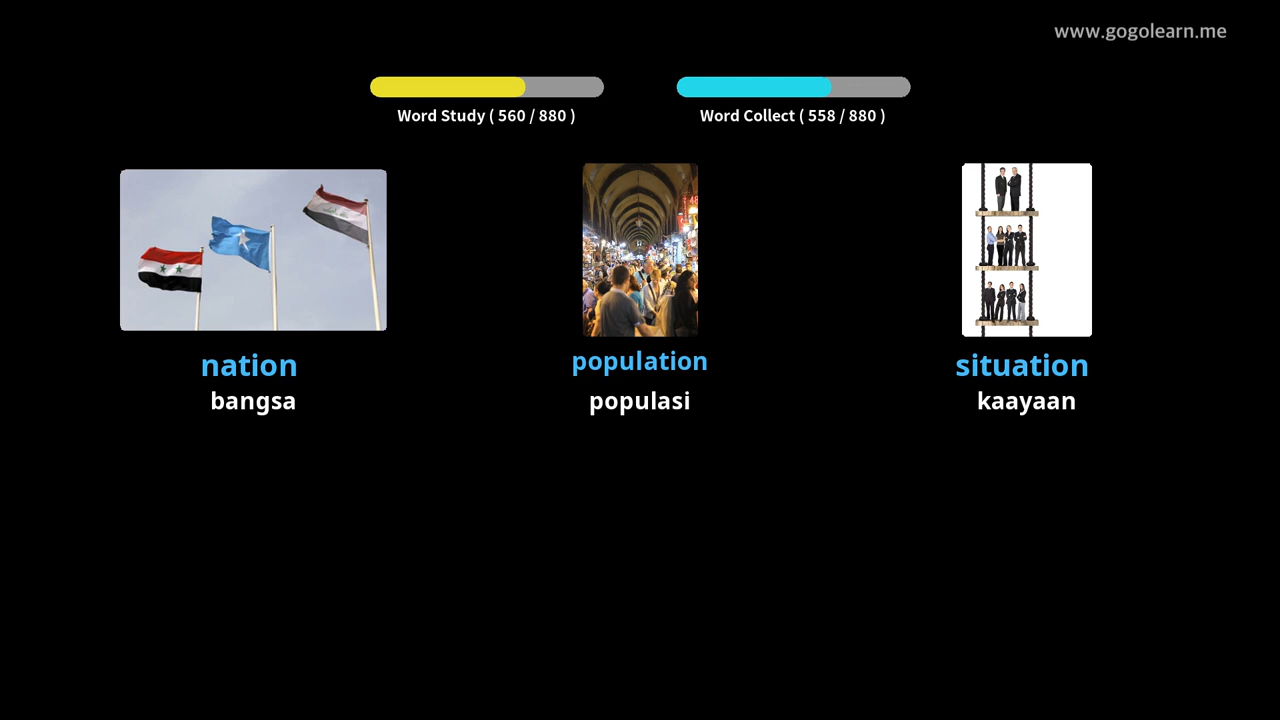 www.gogolearn.me
Word Study ( 560 / 880 )
Word Collect ( 558 / 880 )
nation
bangsa
population
populasi
situation
kaayaan